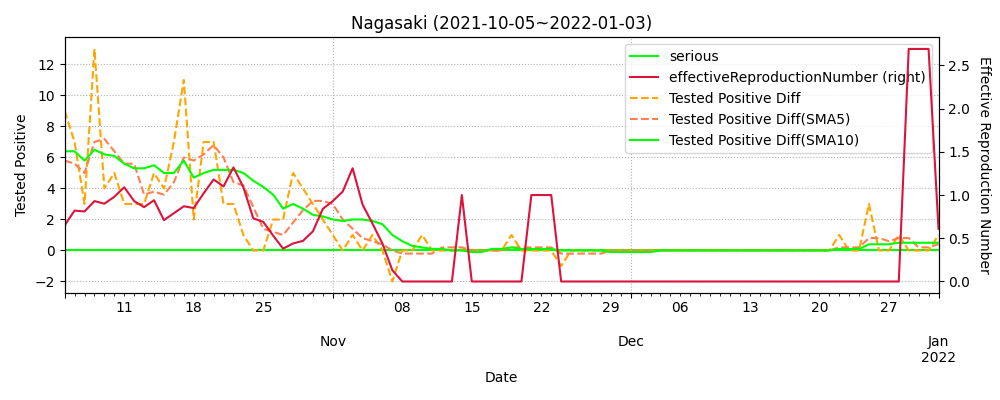 Nagasaki (2021-10-05~2022-01-03)
serious
effectiveReproductionNumber (right)
Tested Positive Diff
Tested Positive Diff(SMA5)
Tested Positive Diff(SMA10)
Tested Positive
12
10
8
6
4
2
0
−2
2.5
2.0
1.5
1.0
0.5
0.0
Effective Reproduction Number
11 18 25 08 15 22 29 06 13 20 27
Nov Dec Jan
2022
Date